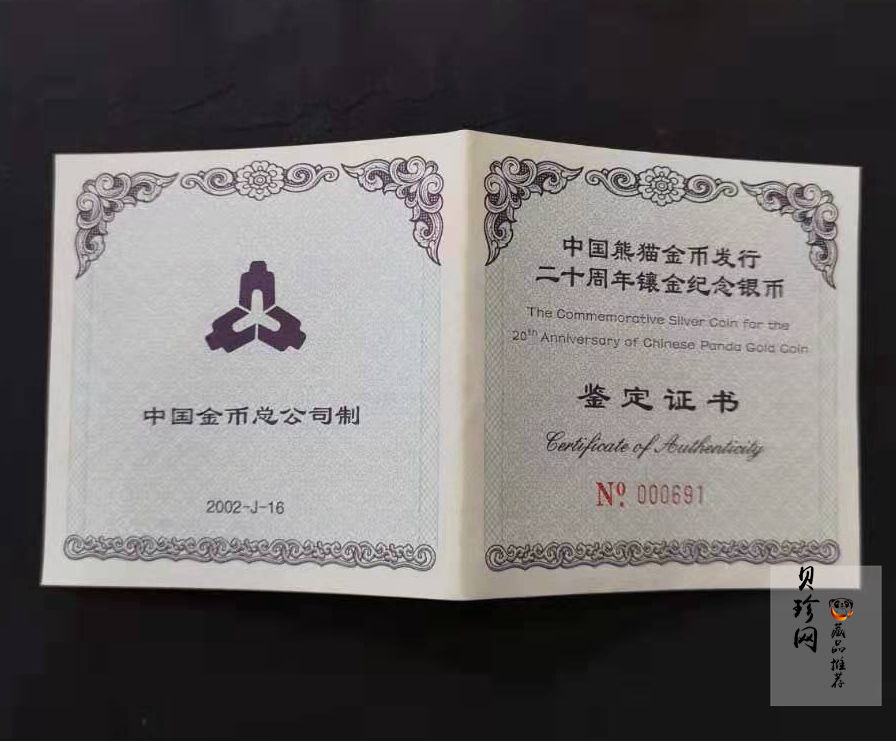 中国金币总公司制
2002-J-16
中国熊猫金币发行
二十周年镶金纪念银币
The Commemorative Silver Coin for the
20th Anniversary of Chinese Panda Gold Coin
鉴定证书
Certificate of Authenticity
Nº 000691
贝珍网
藏品推荐